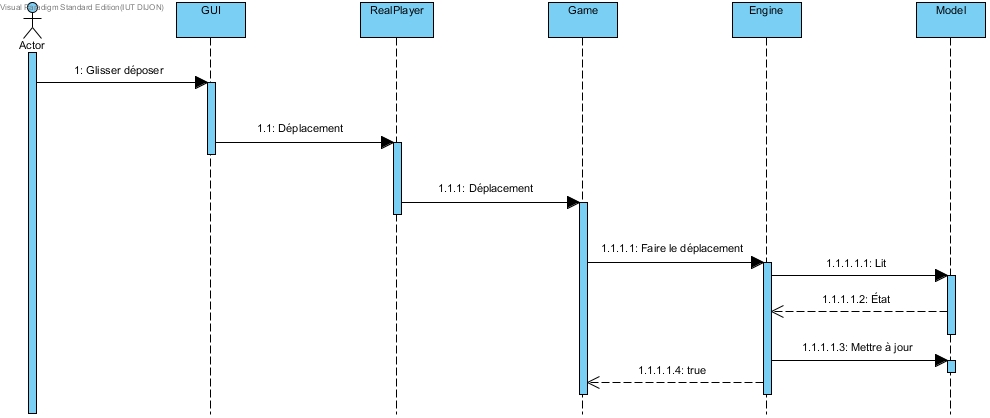 Visual Paradigm Standard Edition(IUT DIJON)
GUI
RealPlayer
Game
Engine
Model
Actor
1: Glisser déposer
1.1: Déplacement
1.1.1: Déplacement
1.1.1.1: Faire le déplacement
1.1.1.1.1: Lit
1.1.1.1.2: État
1.1.1.1.3: Mettre à jour
1.1.1.1.4: true